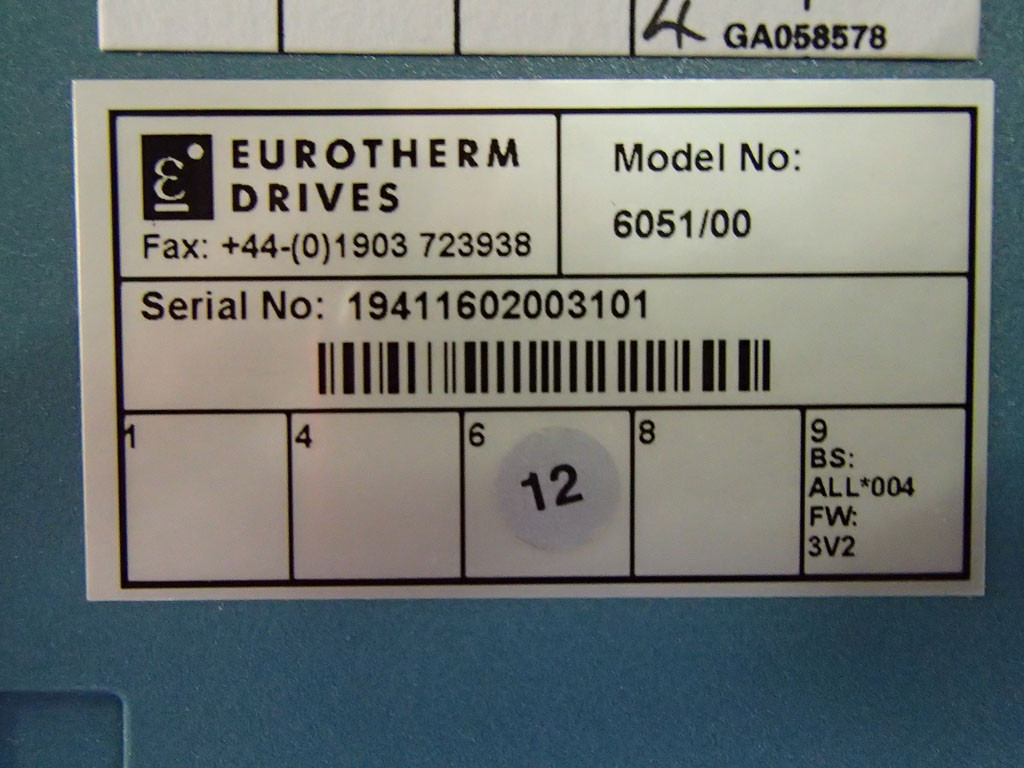 4
GA058578
EUROTHERM
DRIVES
Fax: +44-(0)1903 723938
Model No:
6051/00
Serial No: 19411602003101
1
4
6
12
8
9
BS:
ALL*004
FW:
3V2